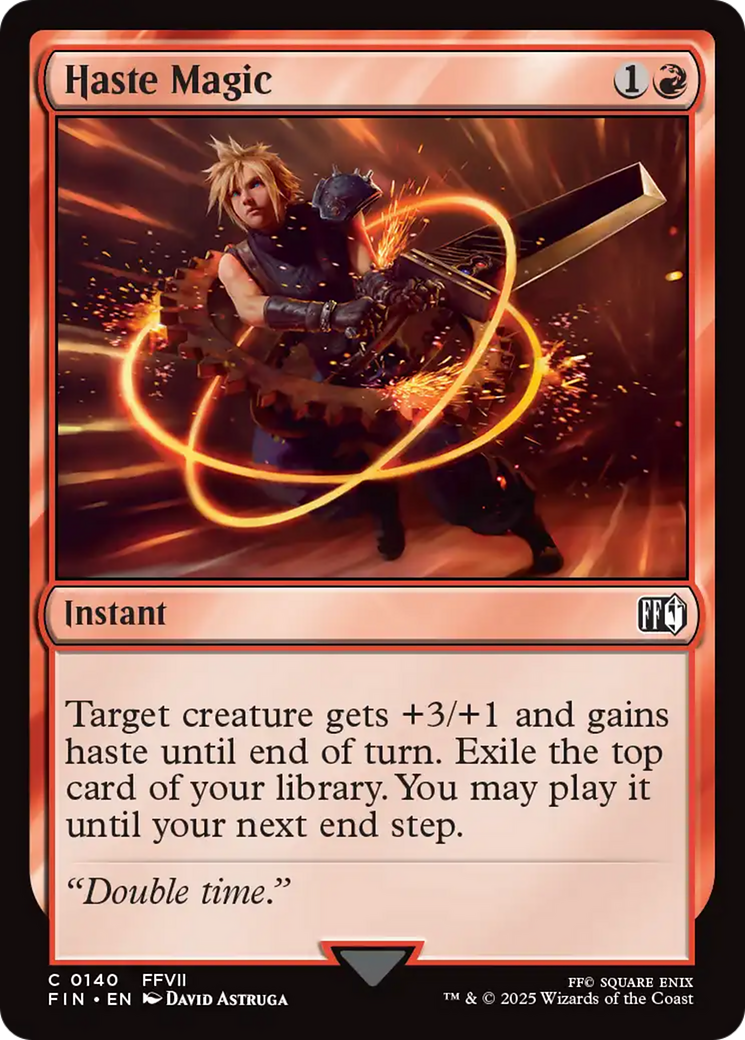 Haste Magic 1
Instant FF
Target creature gets +3/+1 and gains
haste until end of turn. Exile the top
card of your library. You may play it
until your next end step.
“Double time.”
C 0140 FFVII
FIN • EN DAVID ASTRUGA
FF© SQUARE ENIX
™ & © 2025 Wizards of the Coast